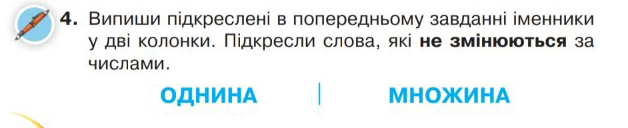 4. Випиши підкреслені в попередньому завданні іменники
у дві колонки. Підкресли слова, які не змінюються за
числами.
ОДНИНА | МНОЖИНА